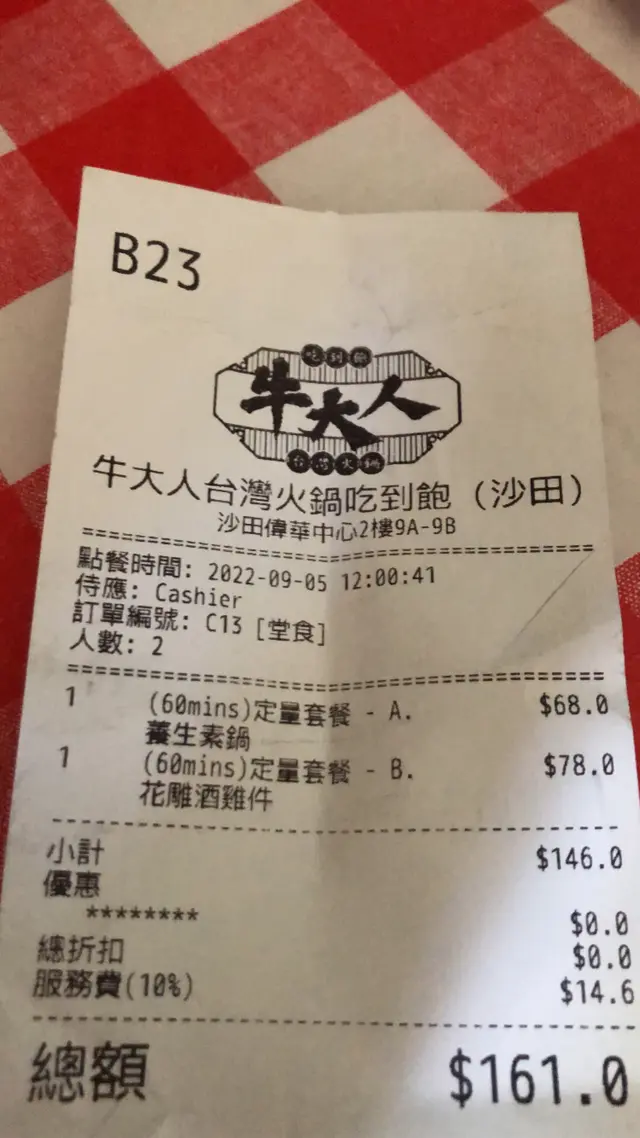 B23
吃到飽
牛大人
台灣火鍋
牛大人台灣火鍋吃到飽 (沙田)
沙田偉華中心2樓9A-9B
點餐時間: 2022-09-05 12:00:41
侍應: Cashier
訂單編號: C13 [堂食]
人數: 2
1 (60mins)定量套餐 - A. $68.0
養生素鍋
1 (60mins)定量套餐 - B. $78.0
花雕酒雞件
小計 $146.0
優惠
******** $0.0
總折扣 $0.0
服務費(10%) $14.6
總額 $161.0